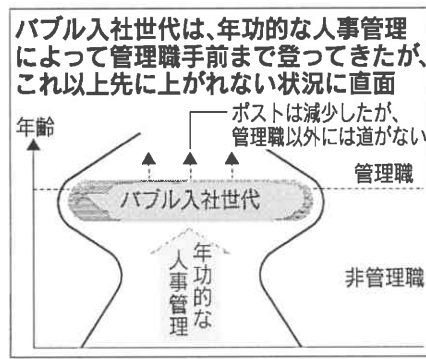 バブル入社世代は、年功的な人事管理
によって管理職手前まで登ってきたが、
これ以上先に上がれない状況に直面
ポストは減少したが、
管理職以外には道がない
年齢
管理職
バブル入社世代
年功的な
人事管理
非管理職